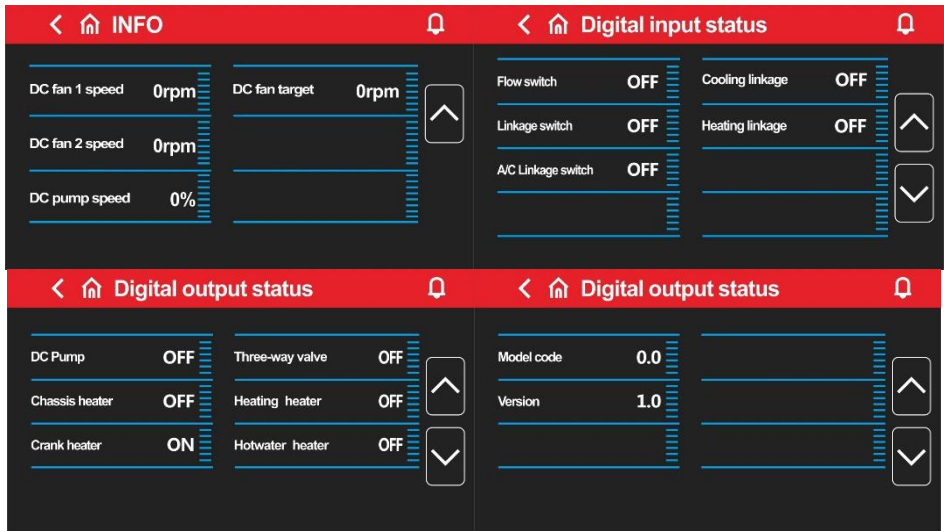 INFO
DC fan 1 speed 0rpm DC fan target 0rpm
DC fan 2 speed 0rpm
DC pump speed 0%
Digital input status
Flow switch OFF Cooling linkage OFF
Linkage switch OFF Heating linkage OFF
A/C Linkage switch OFF
Digital output status
DC Pump OFF Three-way valve OFF
Chassis heater OFF Heating heater OFF
Crank heater ON Hotwater heater OFF
Digital output status
Model code 0.0
Version 1.0